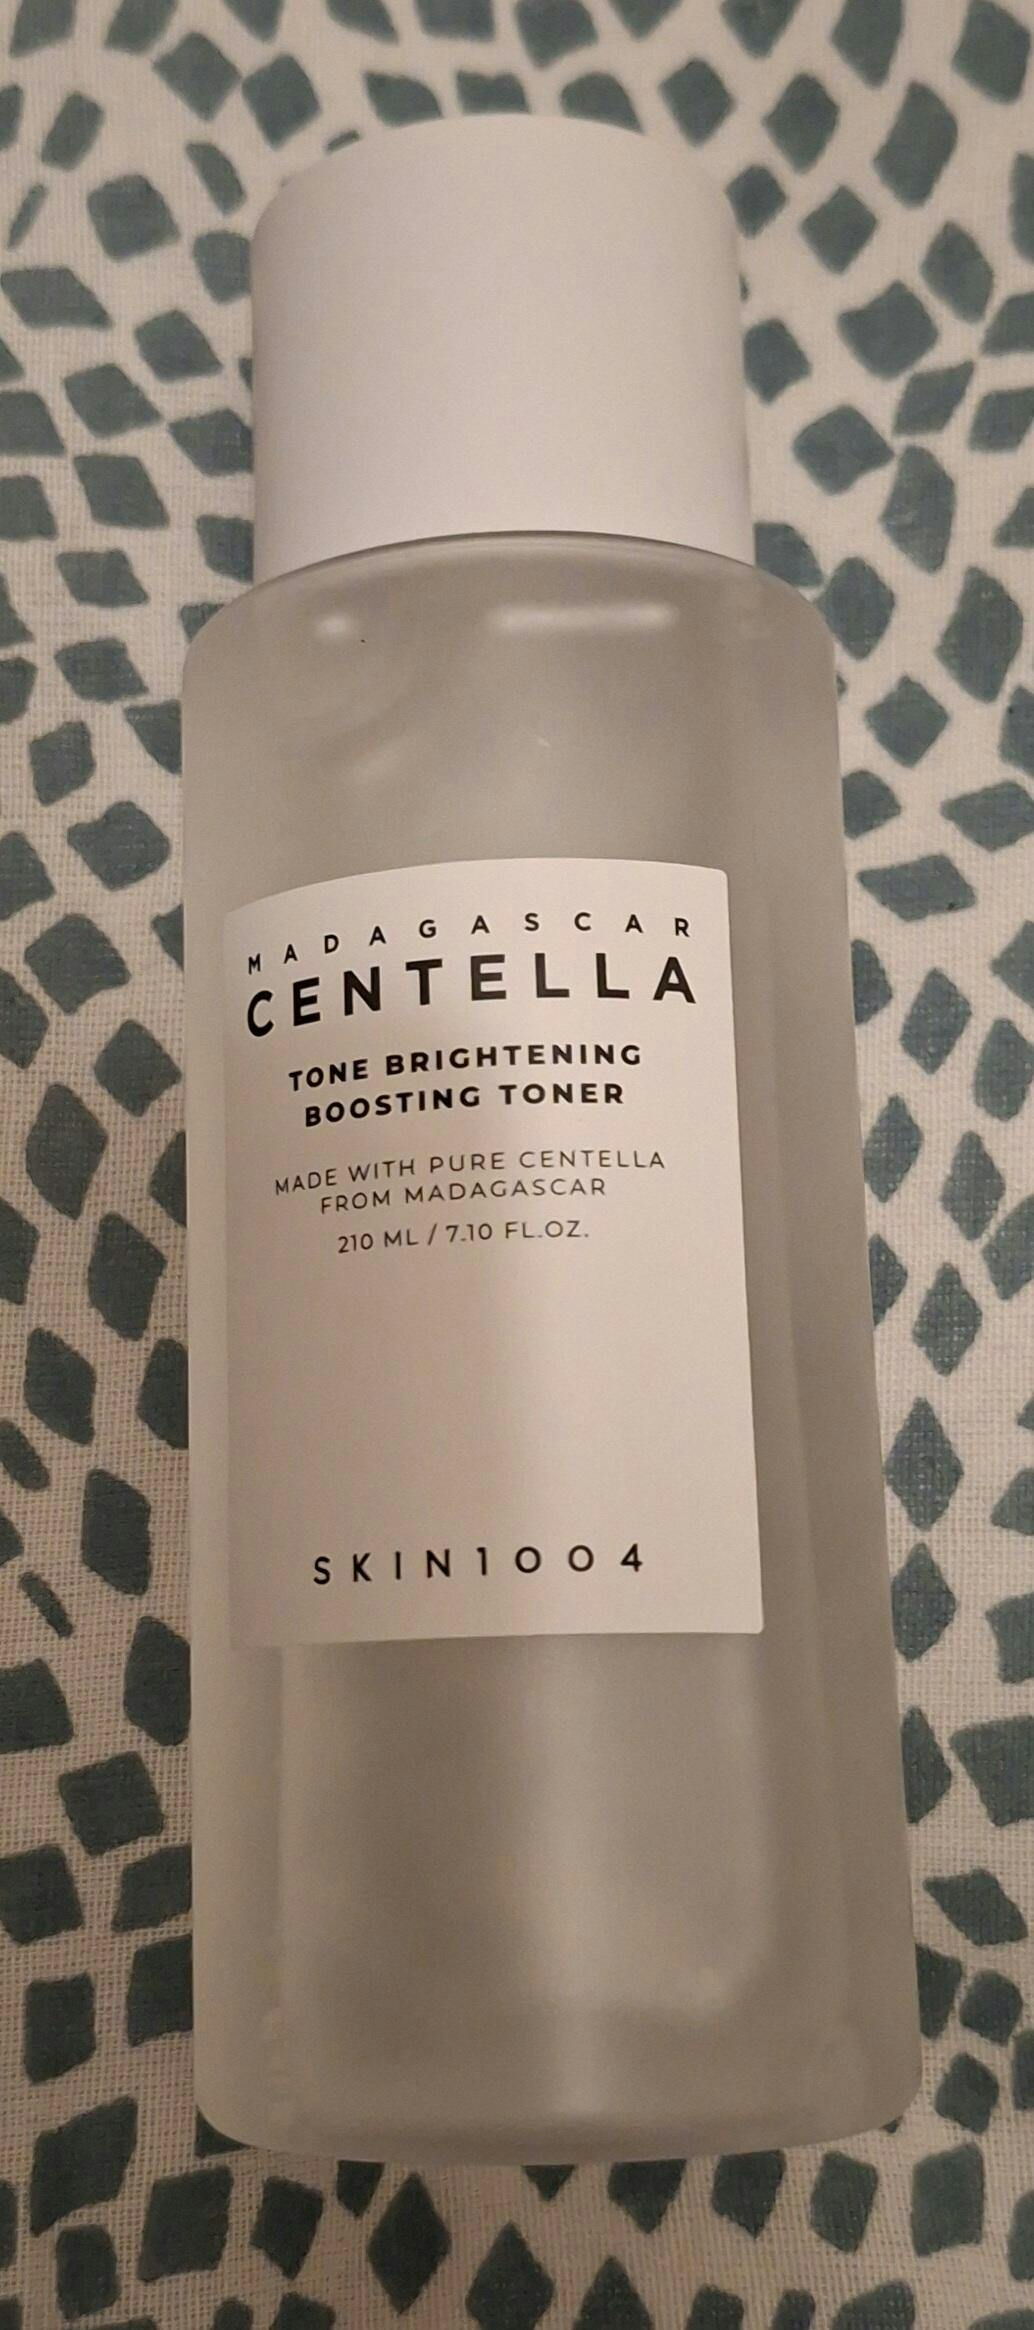 MADAGASCAR
CENTELLA
TONE BRIGHTENING
BOOSTING TONER
MADE WITH PURE CENTELLA
FROM MADAGASCAR
210 ML / 7.10 FL.OZ.
SKIN1004